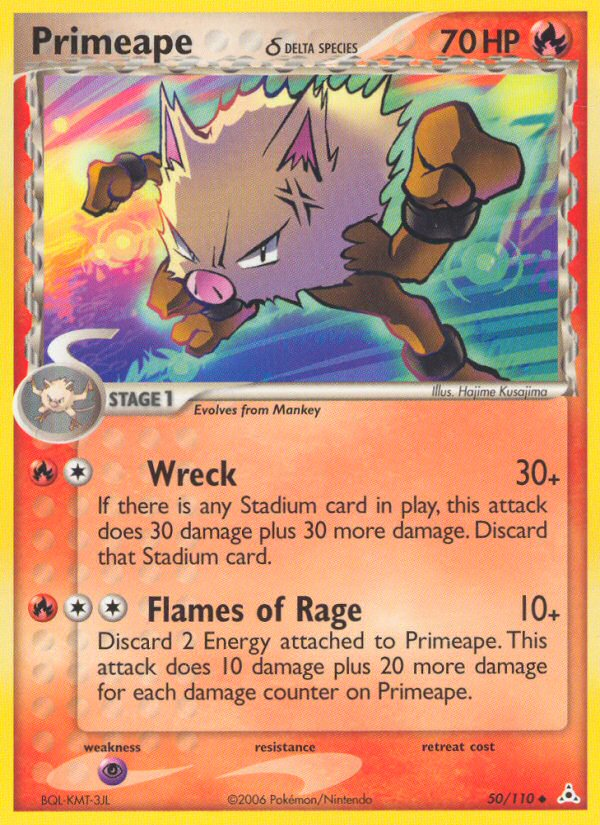 Primeape δ DELTA SPECIES 70 HP
Illus. Hajime Kusajima
STAGE 1
Evolves from Mankey
Wreck 30+
If there is any Stadium card in play, this attack
does 30 damage plus 30 more damage. Discard
that Stadium card.
Flames of Rage 10+
Discard 2 Energy attached to Primeape. This
attack does 10 damage plus 20 more damage
for each damage counter on Primeape.
weakness resistance retreat cost
BQL-KMT-3JL ©2006 Pokémon/Nintendo 50/110